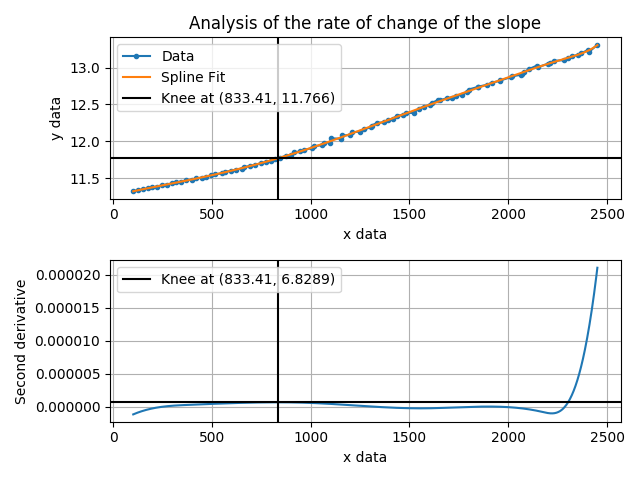 Analysis of the rate of change of the slope
Data
Spline Fit
Knee at (833.41, 11.766)
y data
13.0
12.5
12.0
11.5
0 500 1000 1500 2000 2500
x data
Knee at (833.41, 6.8289)
Second derivative
0.000020
0.000015
0.000010
0.000005
0.000000
0 500 1000 1500 2000 2500
x data